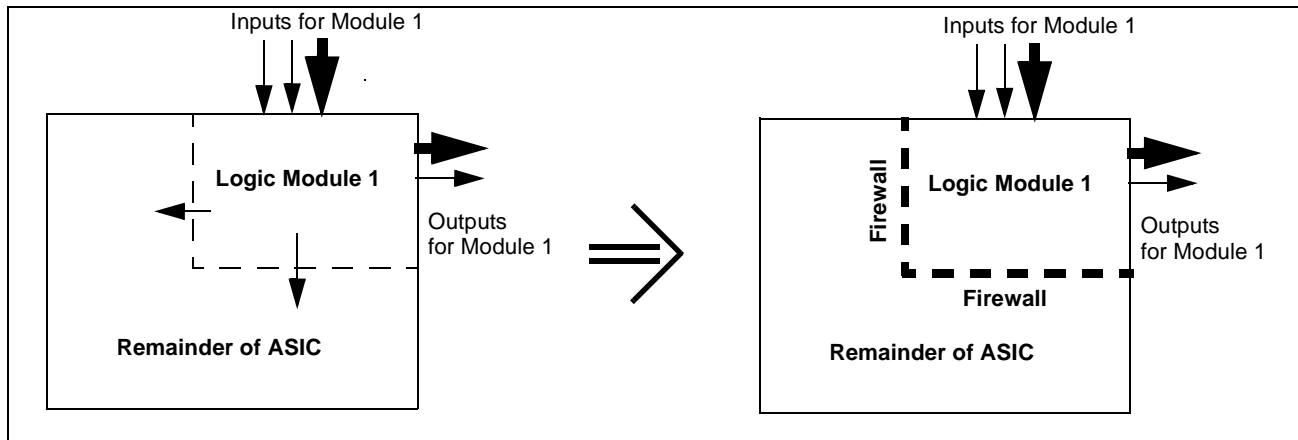 Inputs for Module 1
Logic Module 1
Outputs
for Module 1
Remainder of ASIC
Inputs for Module 1
Firewall
Logic Module 1
Outputs
for Module 1
Firewall
Remainder of ASIC